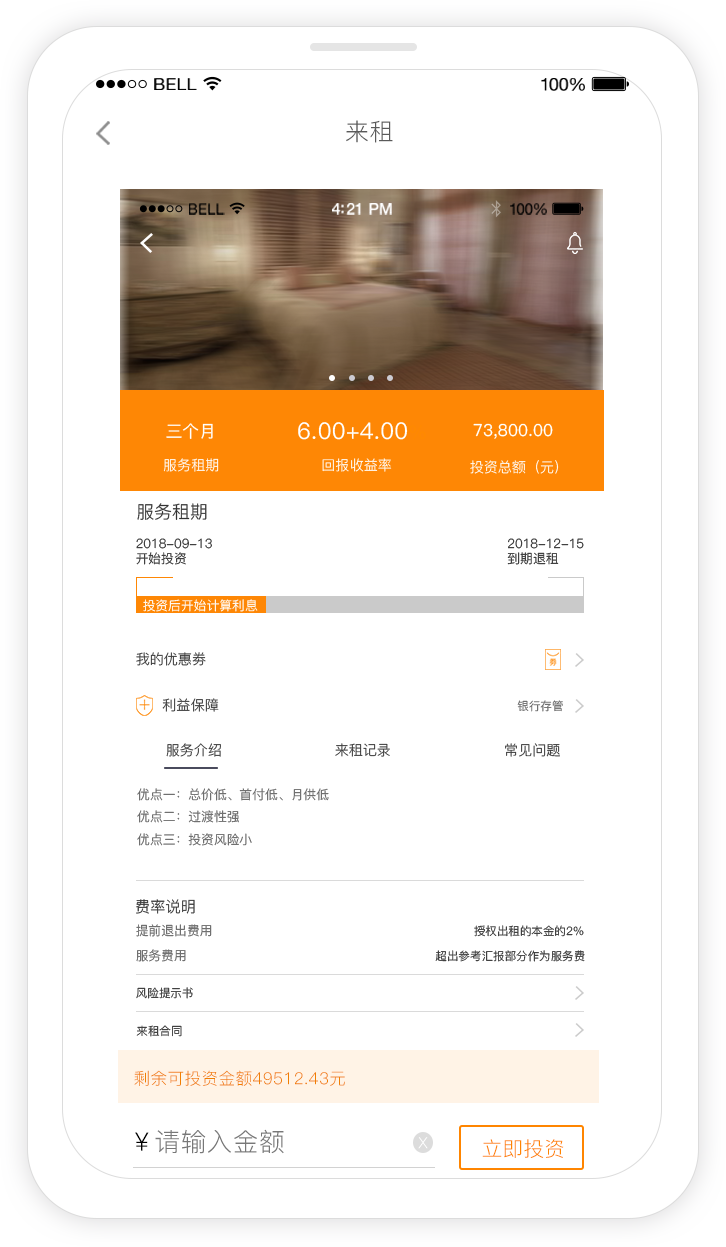 BELL 100%
来租
BELL 4:21 PM 100%
三个月 6.00+4.00 73,800.00
服务租期 回报收益率 投资总额（元）
服务租期
2018-09-13 2018-12-15
开始投资 到期退租
投资后开始计算利息
我的优惠劵 劵
利益保障 银行存管
服务介绍 来租记录 常见问题
优点一：总价低、首付低、月供低
优点二：过渡性强
优点三：投资风险小
费率说明
提前退出费用 授权出租的本金的2%
服务费用 超出参考汇报部分作为服务费
风险提示书
来租合同
剩余可投资金额49512.43元
¥ 请输入金额 X 立即投资